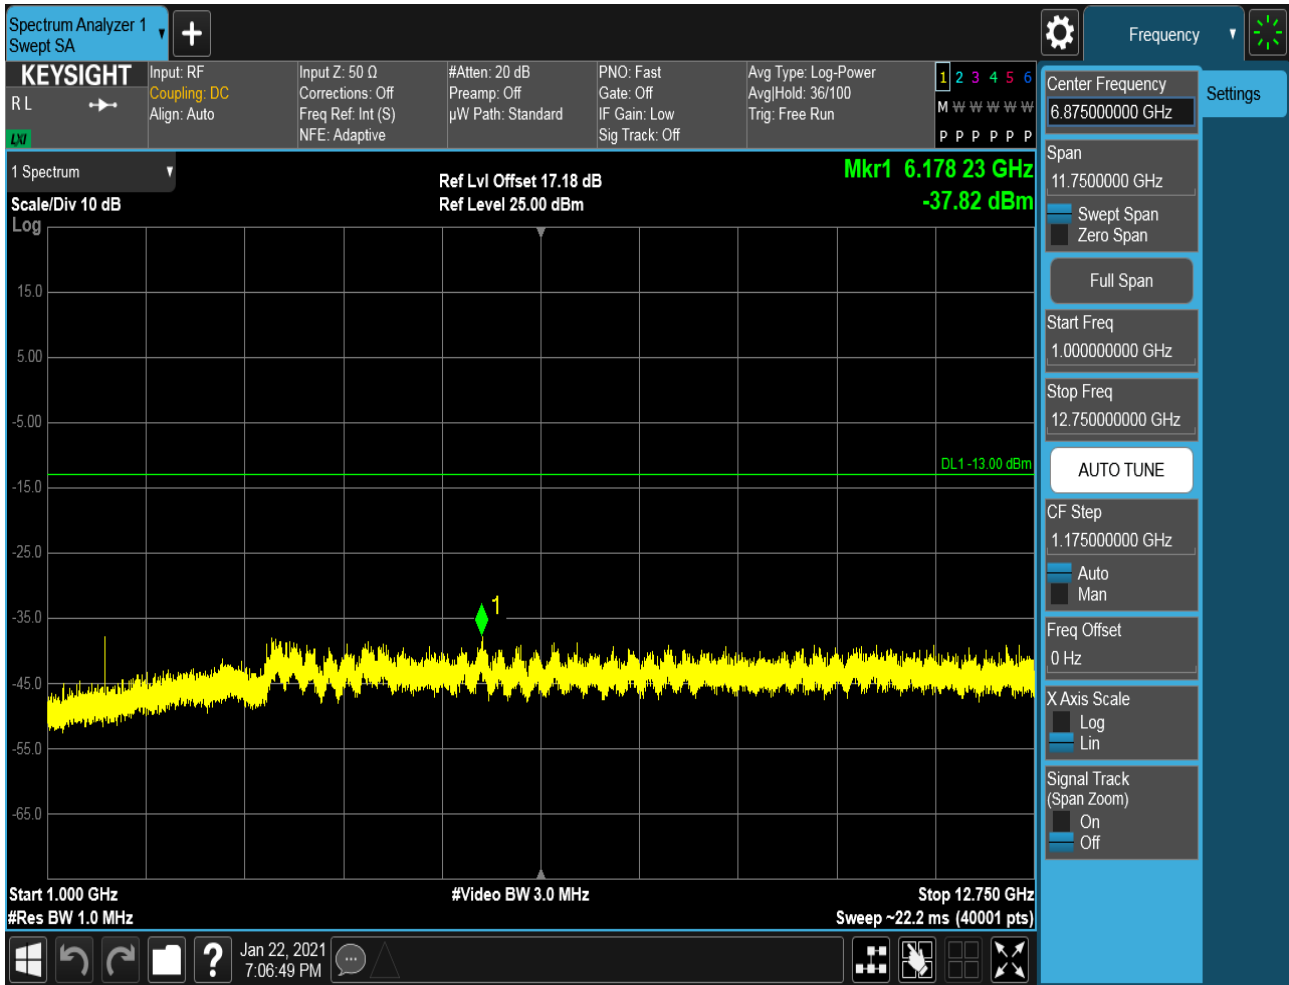 Spectrum Analyzer 1
Swept SA
Frequency
KEYSIGHT
Input: RF
Input Z: 50 Ω
#Atten: 20 dB
PNO: Fast
Avg Type: Log-Power
1 2 3 4 5 6
R L
Coupling: DC
Corrections: Off
Preamp: Off
Gate: Off
Avg|Hold: 36/100
M W W W W W
Align: Auto
Freq Ref: Int (S)
µW Path: Standard
IF Gain: Low
Trig: Free Run
LXI
NFE: Adaptive
Sig Track: Off
P P P P P P
1 Spectrum
Ref Lvl Offset 17.18 dB
Mkr1 6.178 23 GHz
Scale/Div 10 dB
Ref Level 25.00 dBm
-37.82 dBm
Log
15.0
5.00
-5.00
DL1 -13.00 dBm
-15.0
-25.0
1
-35.0
-45.0
-55.0
-65.0
Start 1.000 GHz
#Video BW 3.0 MHz
Stop 12.750 GHz
#Res BW 1.0 MHz
Sweep ~22.2 ms (40001 pts)
Jan 22, 2021
7:06:49 PM
?
Settings
Center Frequency
6.875000000 GHz
Span
11.7500000 GHz
Swept Span
Zero Span
Full Span
Start Freq
1.000000000 GHz
Stop Freq
12.750000000 GHz
AUTO TUNE
CF Step
1.175000000 GHz
Auto
Man
Freq Offset
0 Hz
X Axis Scale
Log
Lin
Signal Track
(Span Zoom)
On
Off